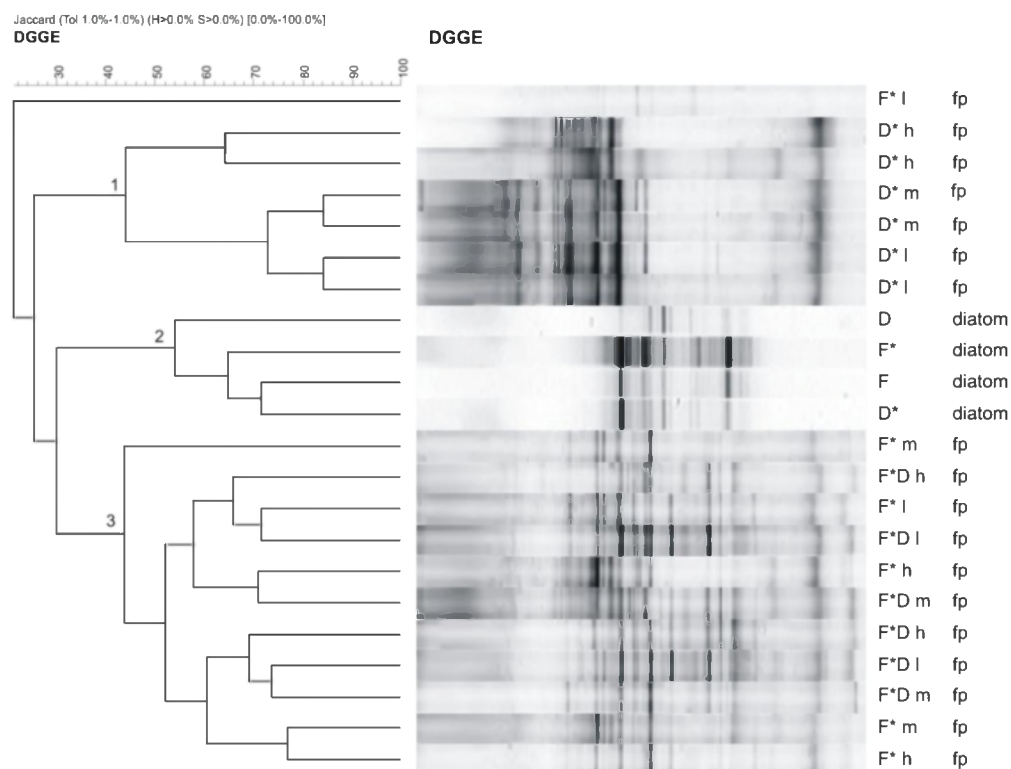 Jaccard (Tol 1.0%-1.0%) (H>0.0% S>0.0%) [0.0%-100.0%]
DGGE DGGE
30 40 50 60 70 80 90 100
F* l fp
D* h fp
D* h fp
1 D* m fp
D* m fp
D* l fp
D* l fp
D diatom
2 F* diatom
F diatom
D* diatom
F* m fp
F*D h fp
F* l fp
3 F*D l fp
F* h fp
F*D m fp
F*D h fp
F*D l fp
F*D m fp
F* m fp
F* h fp